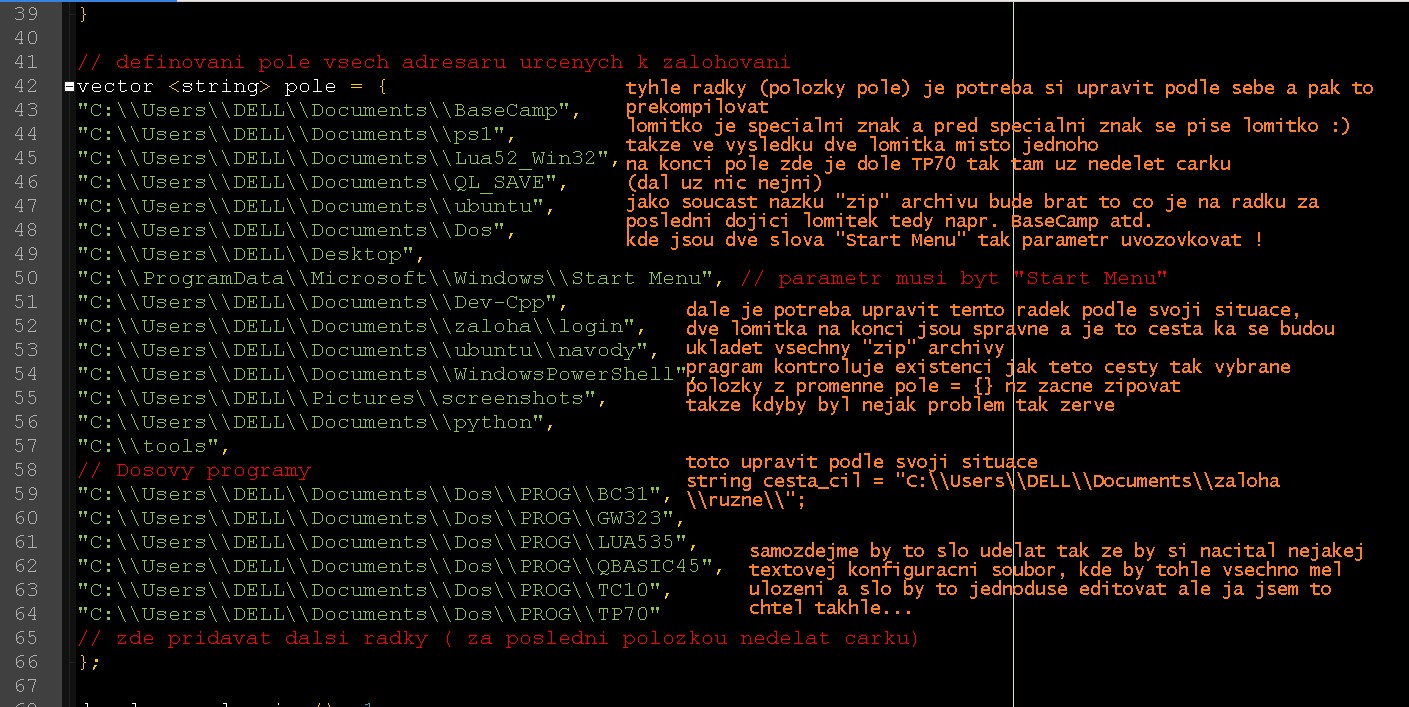 39 }
40
41 // definovani pole vsech adresaru urcenych k zalohovani
42 vector <string> pole = {
43 "C:\\Users\\DELL\\Documents\\BaseCamp",
44 "C:\\Users\\DELL\\Documents\\ps1",
45 "C:\\Users\\DELL\\Documents\\Lua52_Win32",
46 "C:\\Users\\DELL\\Documents\\QL_SAVE",
47 "C:\\Users\\DELL\\Documents\\ubuntu",
48 "C:\\Users\\DELL\\Documents\\Dos",
49 "C:\\Users\\DELL\\Desktop",
50 "C:\\ProgramData\\Microsoft\\Windows\\Start Menu", // parametr musi byt "Start Menu"
51 "C:\\Users\\DELL\\Documents\\Dev-Cpp",
52 "C:\\Users\\DELL\\Documents\\zaloha\\login",
53 "C:\\Users\\DELL\\Documents\\ubuntu\\navody",
54 "C:\\Users\\DELL\\Documents\\WindowsPowerShell",
55 "C:\\Users\\DELL\\Pictures\\screenshots",
56 "C:\\Users\\DELL\\Documents\\python",
57 "C:\\tools",
58 // Dosovy programy
59 "C:\\Users\\DELL\\Documents\\Dos\\PROG\\BC31",
60 "C:\\Users\\DELL\\Documents\\Dos\\PROG\\GW323",
61 "C:\\Users\\DELL\\Documents\\Dos\\PROG\\LUA535",
62 "C:\\Users\\DELL\\Documents\\Dos\\PROG\\QBASIC45",
63 "C:\\Users\\DELL\\Documents\\Dos\\PROG\\TC10",
64 "C:\\Users\\DELL\\Documents\\Dos\\PROG\\TP70"
65 // zde pridavat dalsi radky ( za posledni polozkou nedelat carku)
66 };
67
tyhle radky (polozky pole) je potreba si upravit podle sebe a pak to
prekompilovat
lomitko je specialni znak a pred specialni znak se pise lomitko :)
takze ve vysledku dve lomitka misto jednoho
na konci pole zde je dole TP70 tak tam uz nedelet carku
(dal uz nic nejni)
jako soucast nazku "zip" archivu bude brat to co je na radku za
posledni dojici lomitek tedy napr. BaseCamp atd.
kde jsou dve slova "Start Menu" tak parametr uvozovkovat !
dale je potreba upravit tento radek podle svoji situace,
dve lomitka na konci jsou spravne a je to cesta ka se budou
ukladet vsechny "zip" archivy
pragram kontroluje existenci jak teto cesty tak vybrane
polozky z promenne pole = {} nz zacne zipovat
takze kdyby byl nejak problem tak zerve
toto upravit podle svoji situace
string cesta_cil = "C:\\Users\\DELL\\Documents\\zaloha
\\ruzne\\";
samozdejme by to slo udelat tak ze by si nacital nejakej
textovej konfiguracni soubor, kde by tohle vsechno mel
ulozeni a slo by to jednoduse editovat ale ja jsem to
chtel takhle...